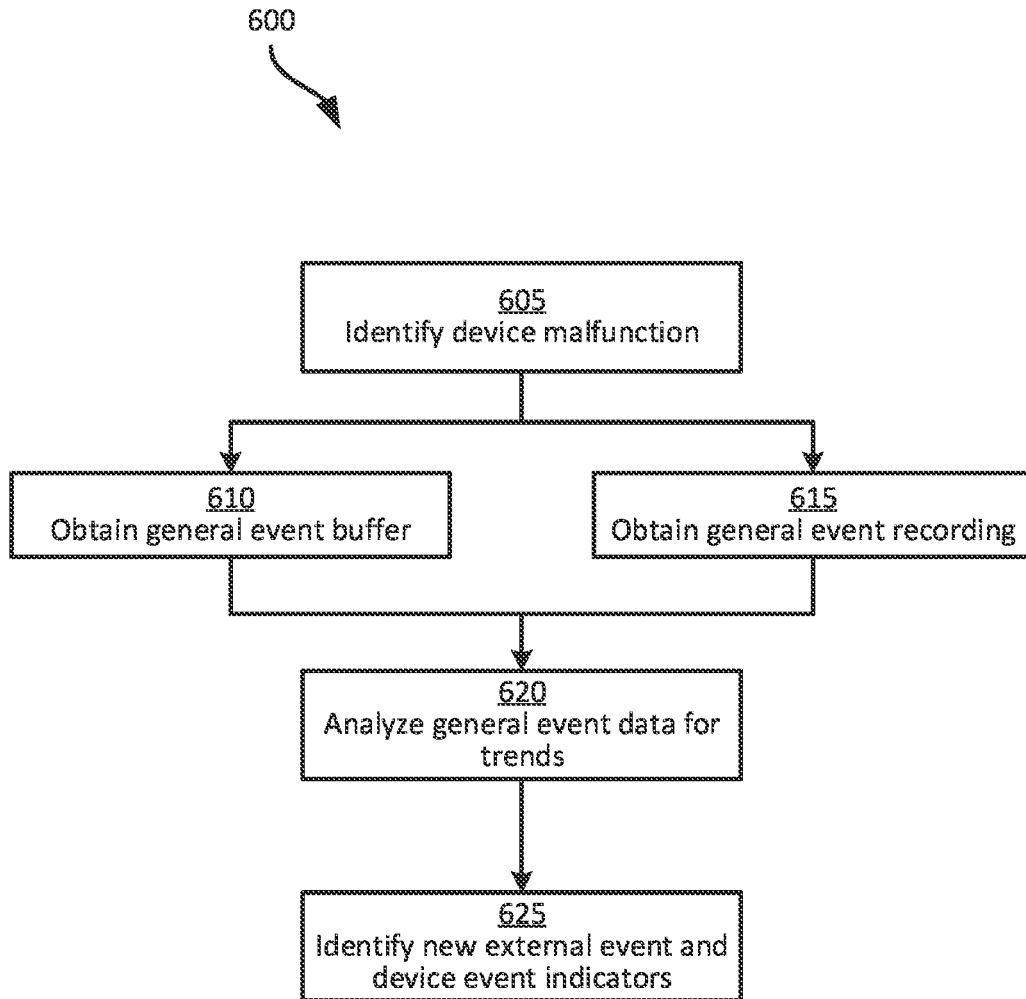 600
605
Identify device malfunction
610
Obtain general event buffer
615
Obtain general event recording
620
Analyze general event data for
trends
625
Identify new external event and
device event indicators